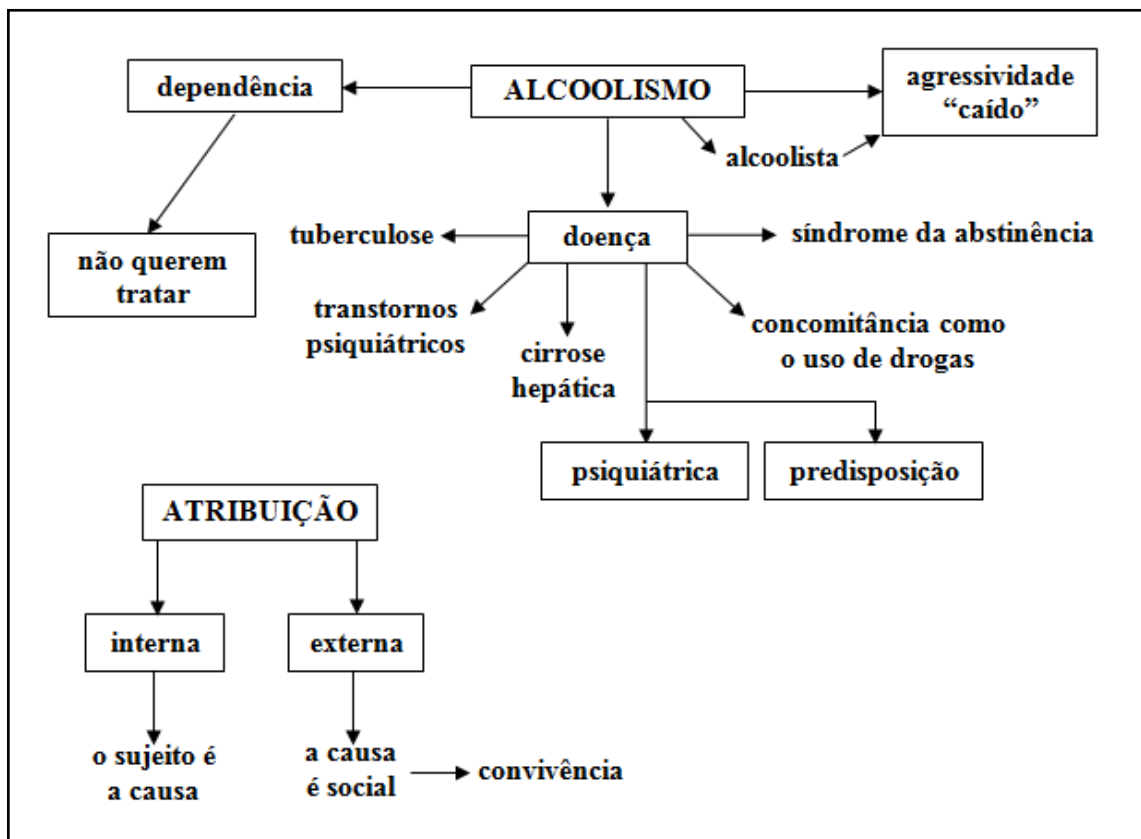 dependência
ALCOOLISMO
agressividade
“caído”
alcoolista
não querem
tratar
tuberculose
doença
síndrome da abstinência
transtornos
psiquiátricos
cirrose
hepática
concomitância como
o uso de drogas
psiquiátrica
predisposição
ATRIBUIÇÃO
interna
externa
o sujeito é
a causa
a causa
é social
convivência